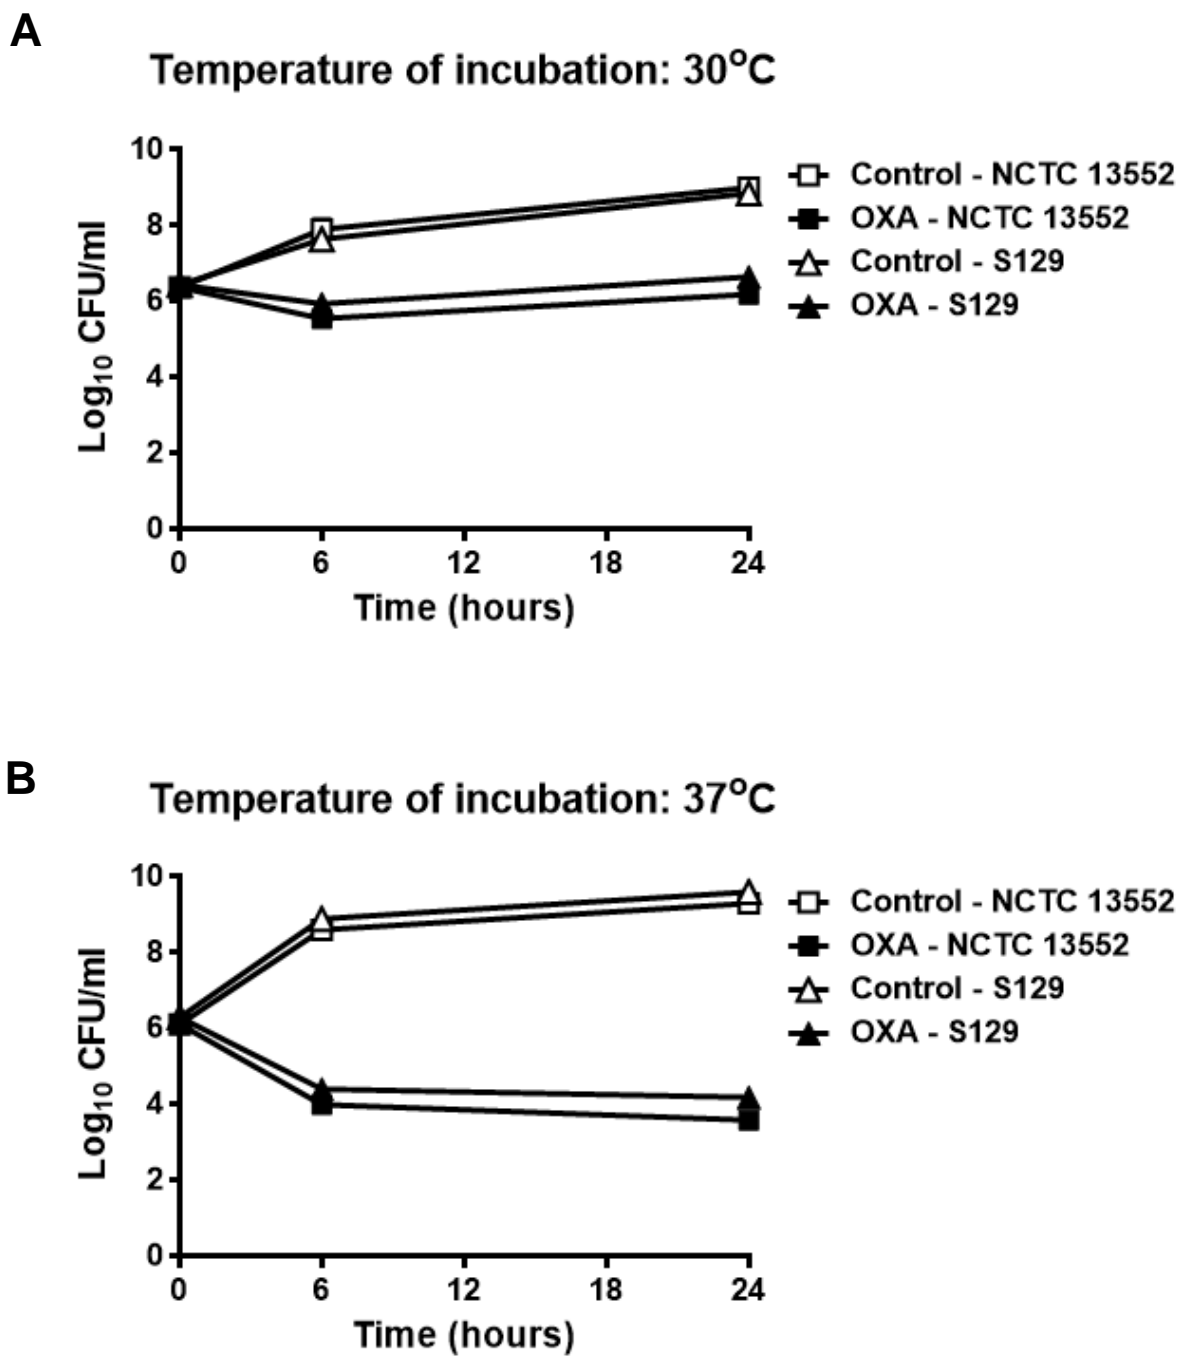 A
Temperature of incubation: 30°C
10
8
6
4
2
0
Log₁₀ CFU/ml
0 6 12 18 24
Time (hours)
Control - NCTC 13552
OXA - NCTC 13552
Control - S129
OXA - S129
B
Temperature of incubation: 37°C
10
8
6
4
2
0
Log₁₀ CFU/ml
0 6 12 18 24
Time (hours)
Control - NCTC 13552
OXA - NCTC 13552
Control - S129
OXA - S129